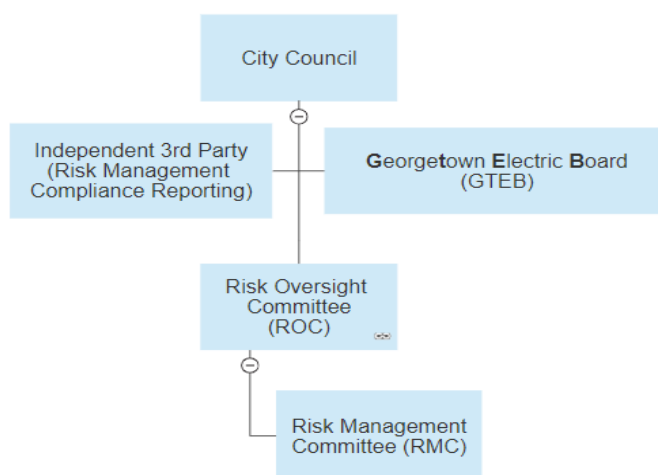 City Council
Independent 3rd Party
(Risk Management
Compliance Reporting)
Georgetown Electric Board
(GTEB)
Risk Oversight
Committee
(ROC)
Risk Management
Committee (RMC)